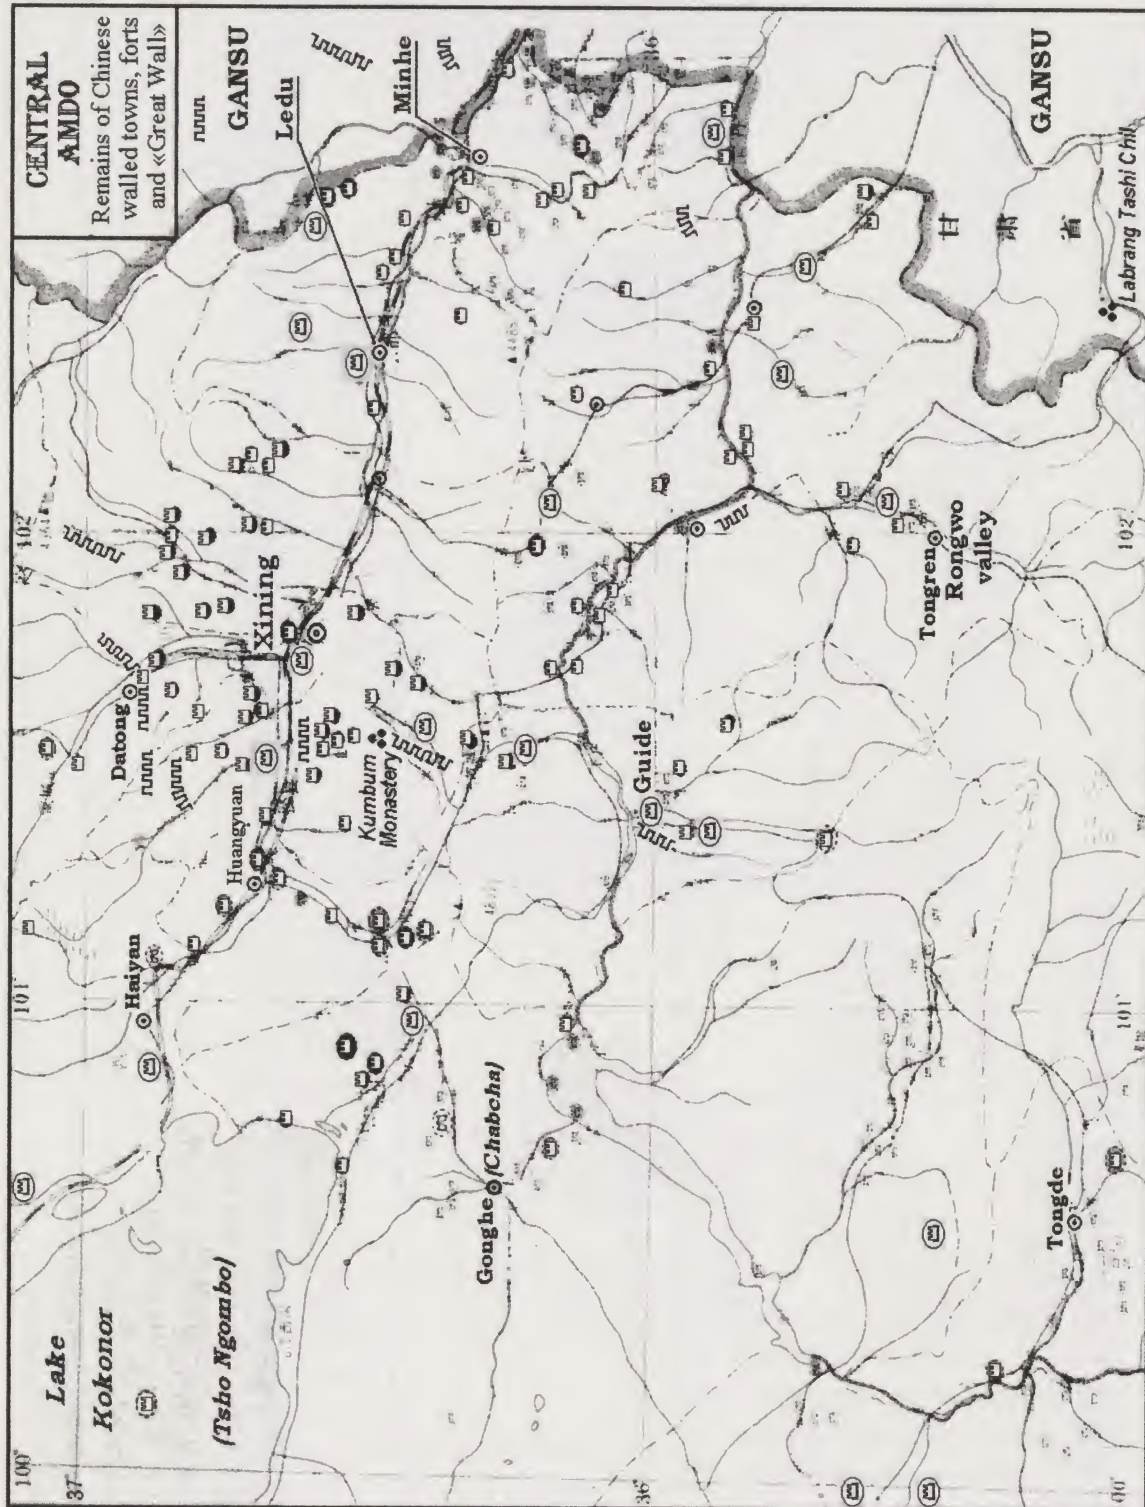 CENTRAL
AMDO
Remains of Chinese
walled towns, forts
and «Great Wall»
100°
101°
102°
37°
Lake
Kokonor
(Tsho Ngombo)
Haiyan
Huangyuan
Datong
Xining
Ledu
Minhe
GANSU
Kumbum
Monastery
4484
Gonghe
(Chabcha)
Guide
36°
36
Tongren
Rongwo
valley
Tongde
GANSU
甘肃省
Labrang Tashi Chil
101°
102